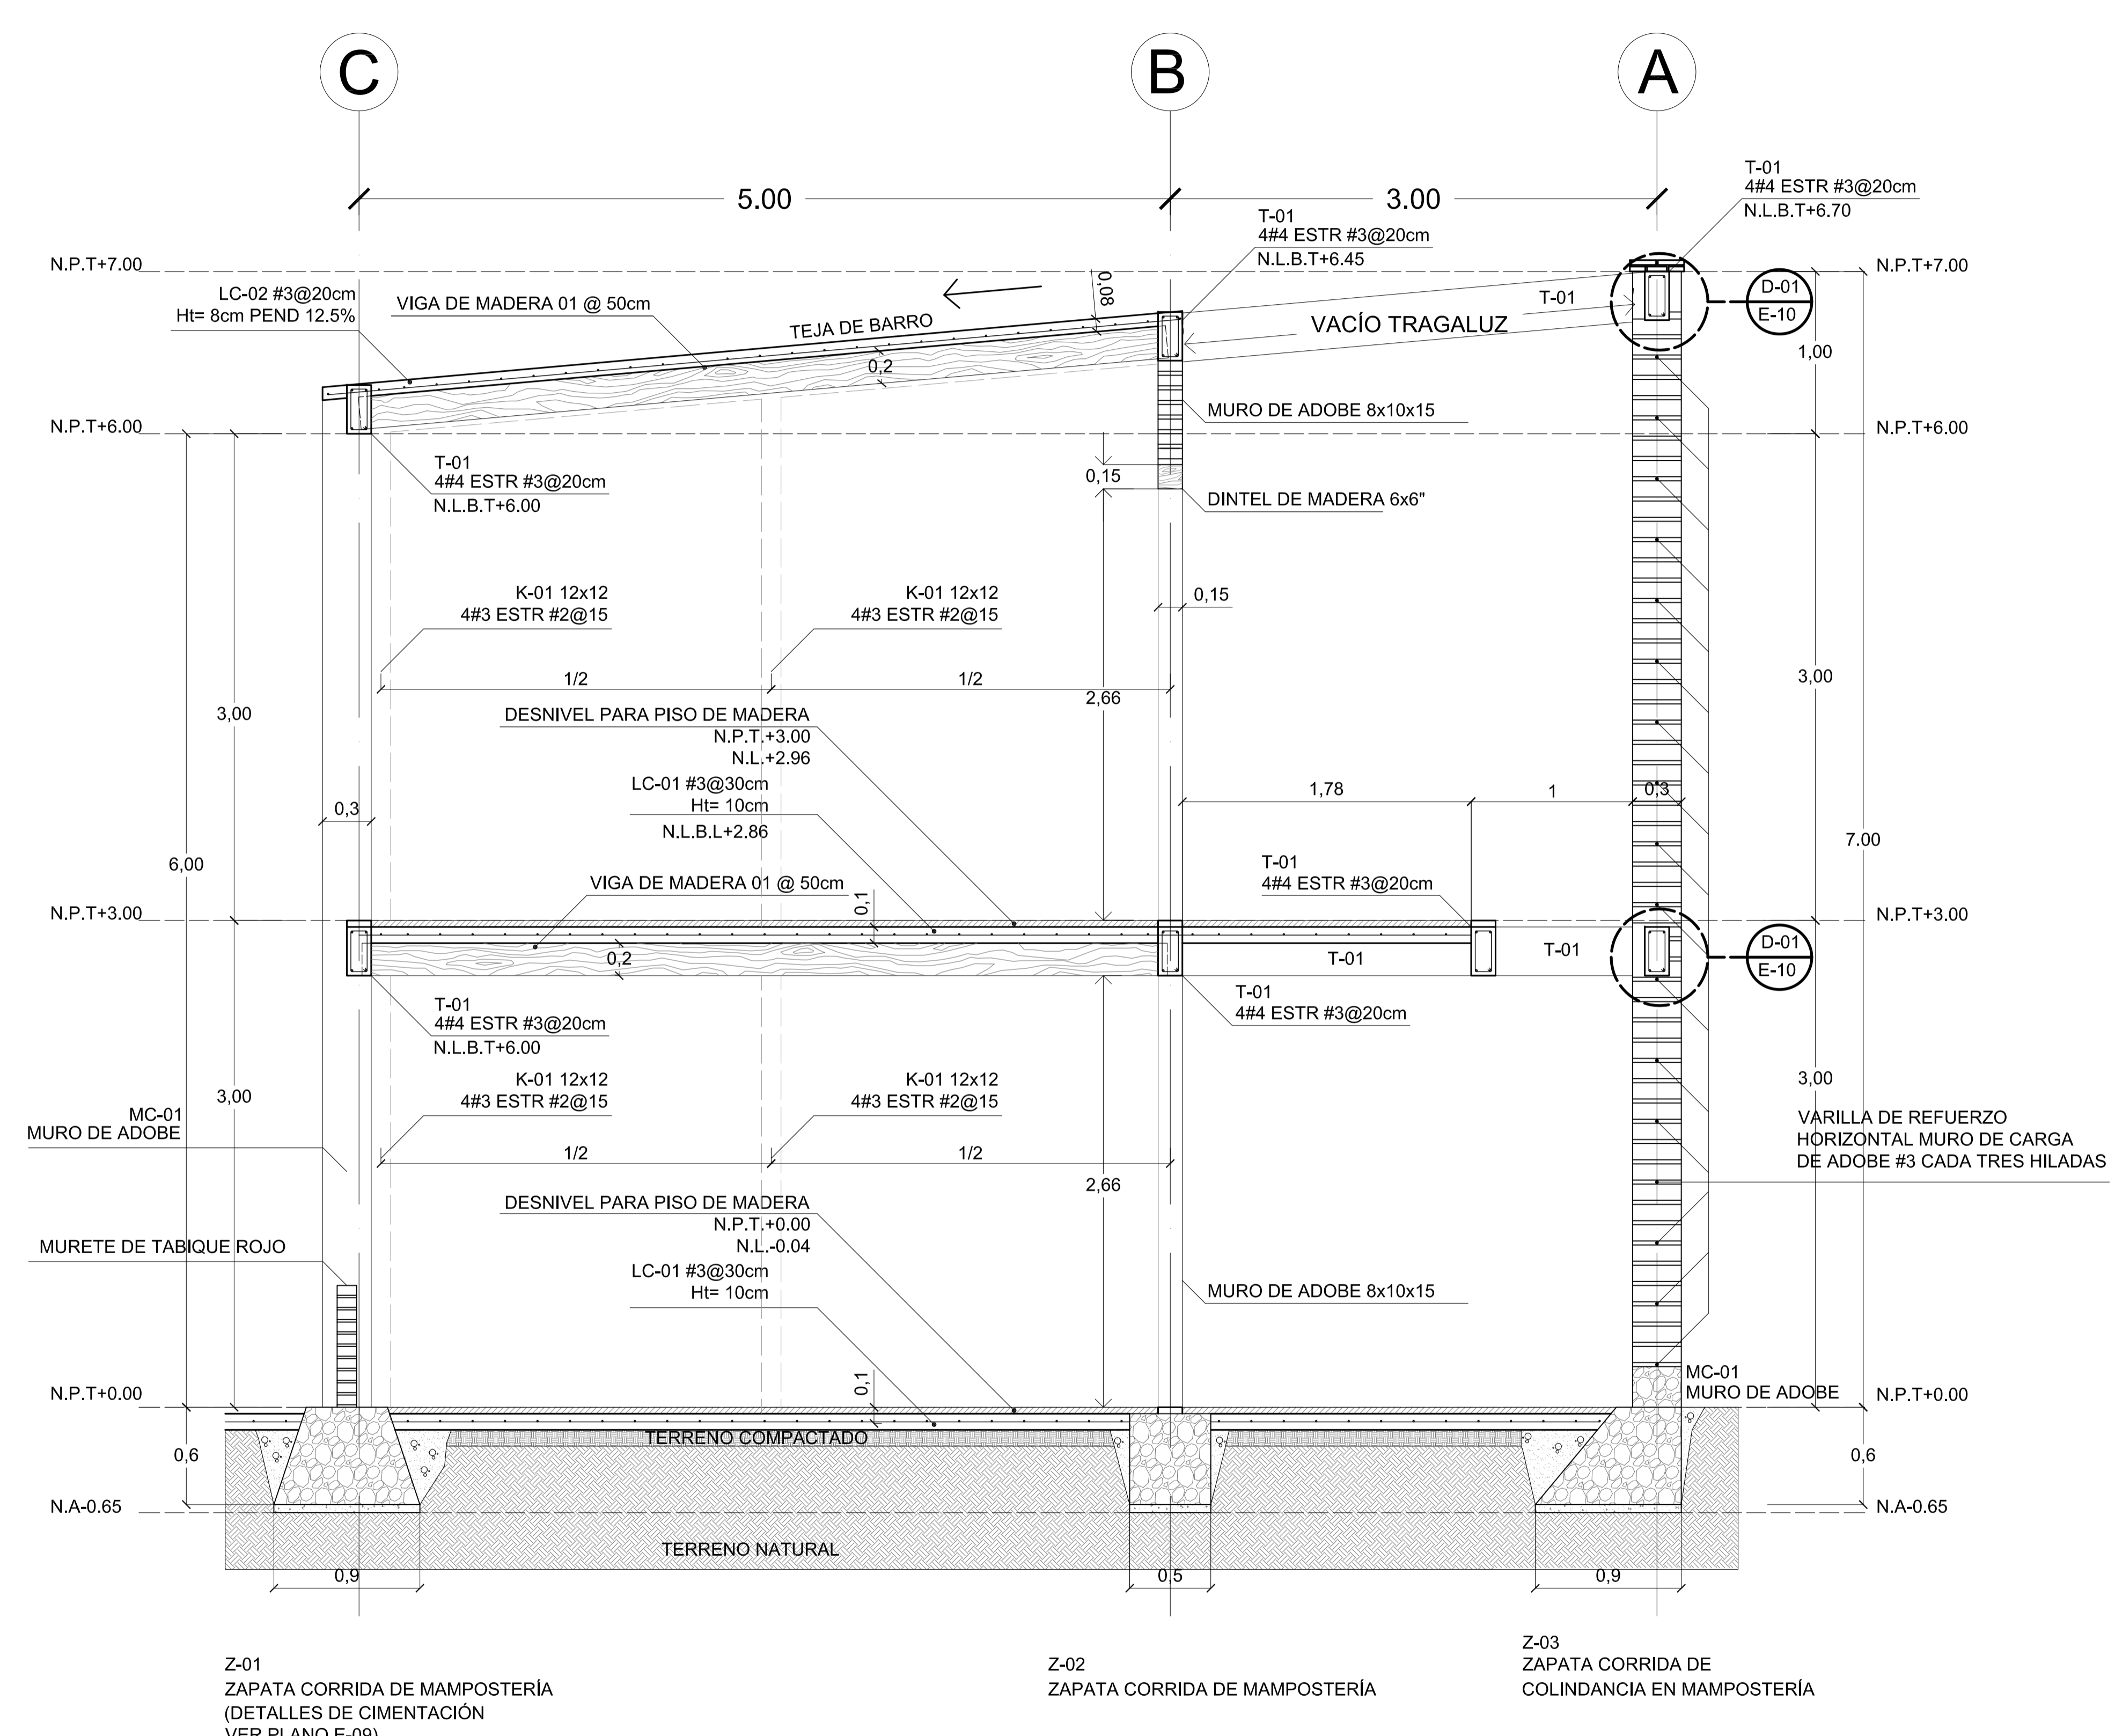 C
B
A
5.00
3.00
T-01
4#4 ESTR #3@20cm
N.L.B.T+6.70
T-01
4#4 ESTR #3@20cm
N.L.B.T+6.45
N.P.T+7.00
N.P.T+7.00
LC-02 #3@20cm
Ht= 8cm PEND 12.5%
VIGA DE MADERA 01 @ 50cm
0,08
TEJA DE BARRO
VACÍO TRAGALUZ
T-01
D-01
E-10
1,00
0,2
MURO DE ADOBE 8x10x15
N.P.T+6.00
N.P.T+6.00
T-01
4#4 ESTR #3@20cm
N.L.B.T+6.00
0,15
DINTEL DE MADERA 6x6"
K-01 12x12
4#3 ESTR #2@15
K-01 12x12
4#3 ESTR #2@15
0,15
1/2
1/2
2,66
3,00
3,00
DESNIVEL PARA PISO DE MADERA
N.P.T.+3.00
N.L.+2.96
LC-01 #3@30cm
Ht= 10cm
N.L.B.L+2.86
0,3
1,78
1
0,3
6,00
7.00
VIGA DE MADERA 01 @ 50cm
0,1
T-01
4#4 ESTR #3@20cm
N.P.T+3.00
N.P.T+3.00
0,2
T-01
T-01
D-01
E-10
T-01
4#4 ESTR #3@20cm
N.L.B.T+6.00
T-01
4#4 ESTR #3@20cm
K-01 12x12
4#3 ESTR #2@15
K-01 12x12
4#3 ESTR #2@15
3,00
3,00
MC-01
MURO DE ADOBE
VARILLA DE REFUERZO
HORIZONTAL MURO DE CARGA
DE ADOBE #3 CADA TRES HILADAS
1/2
1/2
2,66
DESNIVEL PARA PISO DE MADERA
N.P.T.+0.00
N.L.-0.04
LC-01 #3@30cm
Ht= 10cm
MURETE DE TABIQUE ROJO
MURO DE ADOBE 8x10x15
0,1
MC-01
MURO DE ADOBE
N.P.T+0.00
N.P.T+0.00
TERRENO COMPACTADO
0,6
0,6
N.A-0.65
N.A-0.65
TERRENO NATURAL
0,9
0,5
0,9
Z-01
ZAPATA CORRIDA DE MAMPOSTERÍA
(DETALLES DE CIMENTACIÓN
VER PLANO E-09)
Z-02
ZAPATA CORRIDA DE MAMPOSTERÍA
Z-03
ZAPATA CORRIDA DE
COLINDANCIA EN MAMPOSTERÍA